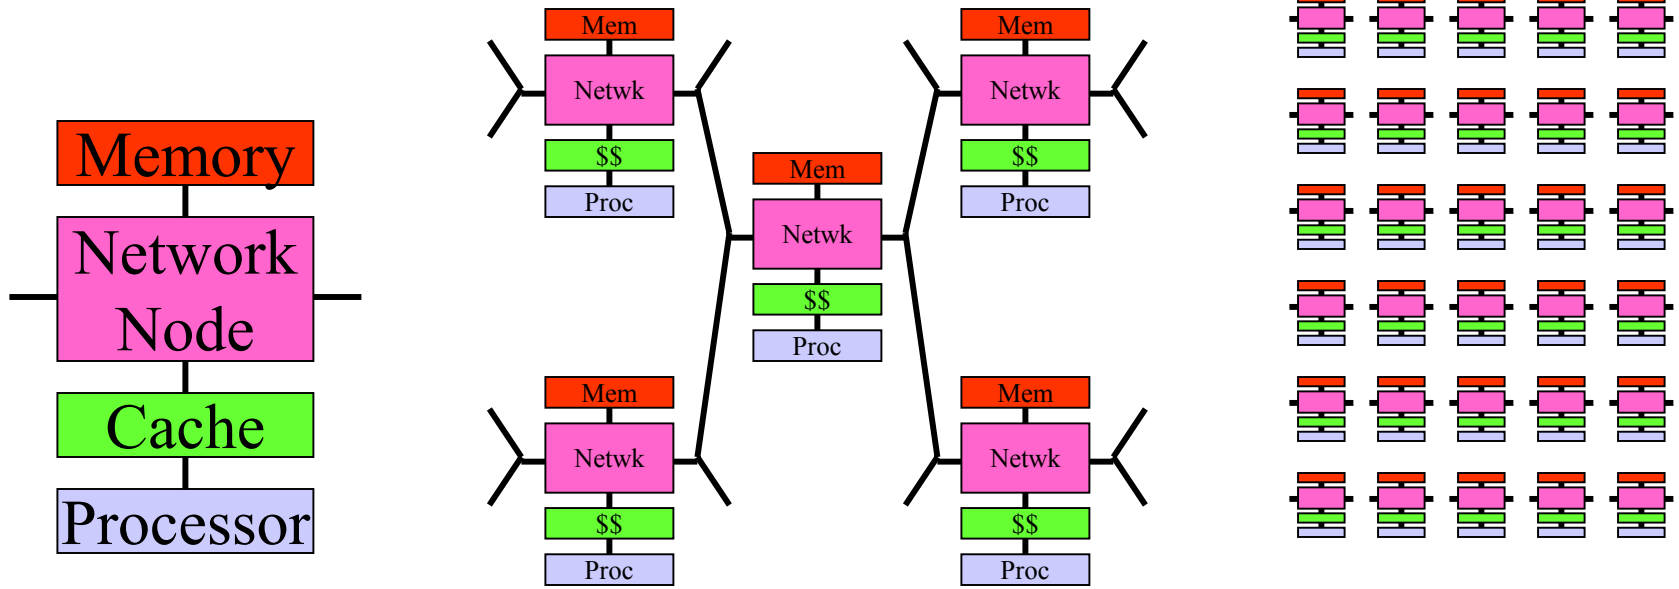 Memory
Network
Node
Cache
Processor
Mem
Netwk
$$
Proc
Mem
Netwk
$$
Proc
Mem
Netwk
$$
Proc
Mem
Netwk
$$
Proc
Mem
Netwk
$$
Proc